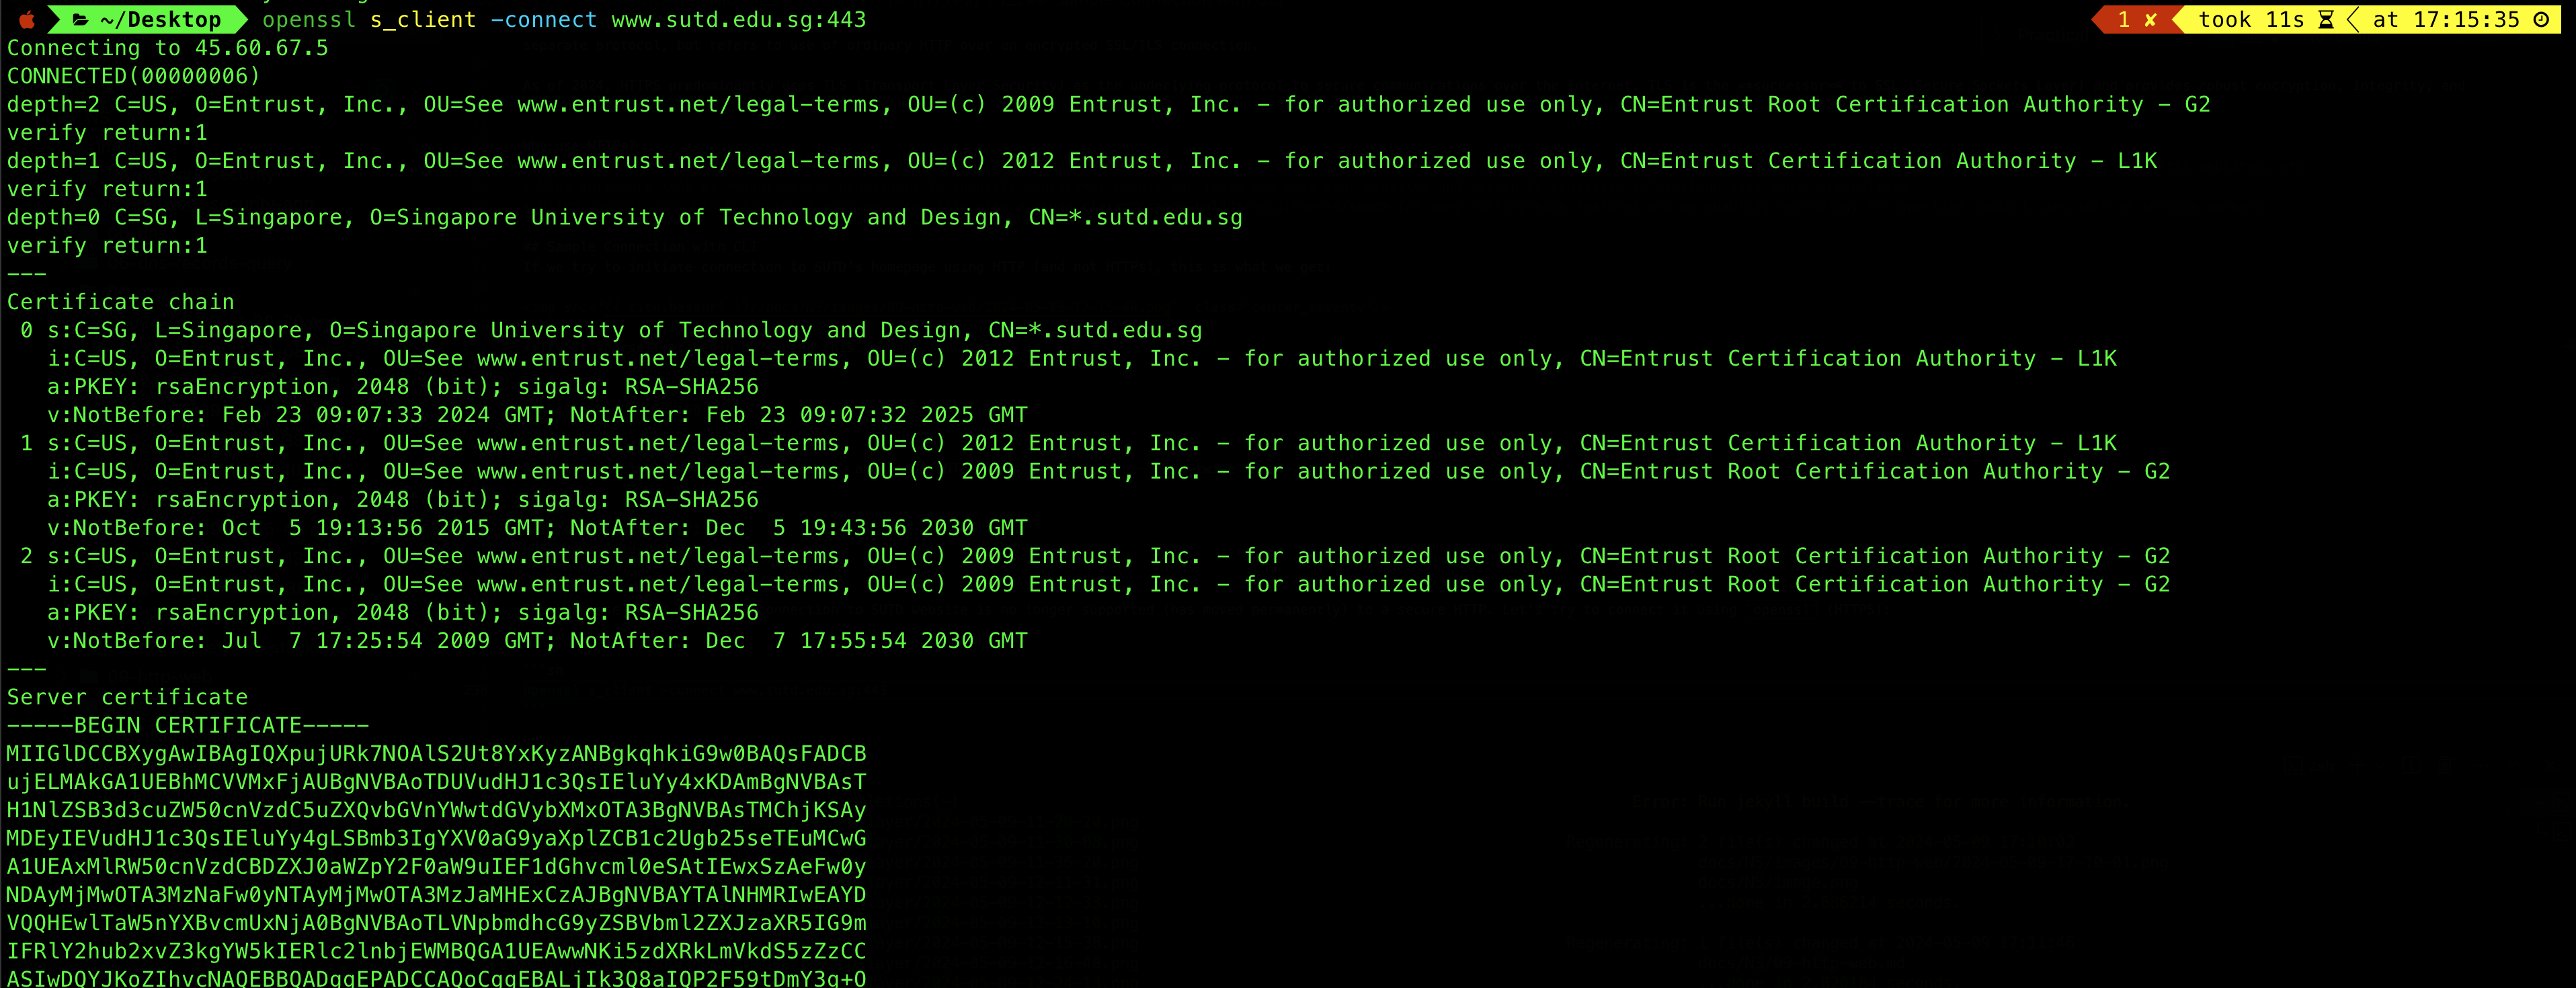 ~/Desktop openssl s_client -connect www.sutd.edu.sg:443 1 ✘ took 11s at 17:15:35
Connecting to 45.60.67.5
CONNECTED(00000006)
depth=2 C=US, O=Entrust, Inc., OU=See www.entrust.net/legal-terms, OU=(c) 2009 Entrust, Inc. - for authorized use only, CN=Entrust Root Certification Authority - G2
verify return:1
depth=1 C=US, O=Entrust, Inc., OU=See www.entrust.net/legal-terms, OU=(c) 2012 Entrust, Inc. - for authorized use only, CN=Entrust Certification Authority - L1K
verify return:1
depth=0 C=SG, L=Singapore, O=Singapore University of Technology and Design, CN=*.sutd.edu.sg
verify return:1
---
Certificate chain
 0 s:C=SG, L=Singapore, O=Singapore University of Technology and Design, CN=*.sutd.edu.sg
   i:C=US, O=Entrust, Inc., OU=See www.entrust.net/legal-terms, OU=(c) 2012 Entrust, Inc. - for authorized use only, CN=Entrust Certification Authority - L1K
   a:PKEY: rsaEncryption, 2048 (bit); sigalg: RSA-SHA256
   v:NotBefore: Feb 23 09:07:33 2024 GMT; NotAfter: Feb 23 09:07:32 2025 GMT
 1 s:C=US, O=Entrust, Inc., OU=See www.entrust.net/legal-terms, OU=(c) 2012 Entrust, Inc. - for authorized use only, CN=Entrust Certification Authority - L1K
   i:C=US, O=Entrust, Inc., OU=See www.entrust.net/legal-terms, OU=(c) 2009 Entrust, Inc. - for authorized use only, CN=Entrust Root Certification Authority - G2
   a:PKEY: rsaEncryption, 2048 (bit); sigalg: RSA-SHA256
   v:NotBefore: Oct  5 19:13:56 2015 GMT; NotAfter: Dec  5 19:43:56 2030 GMT
 2 s:C=US, O=Entrust, Inc., OU=See www.entrust.net/legal-terms, OU=(c) 2009 Entrust, Inc. - for authorized use only, CN=Entrust Root Certification Authority - G2
   i:C=US, O=Entrust, Inc., OU=See www.entrust.net/legal-terms, OU=(c) 2009 Entrust, Inc. - for authorized use only, CN=Entrust Root Certification Authority - G2
   a:PKEY: rsaEncryption, 2048 (bit); sigalg: RSA-SHA256
   v:NotBefore: Jul  7 17:25:54 2009 GMT; NotAfter: Dec  7 17:55:54 2030 GMT
---
Server certificate
-----BEGIN CERTIFICATE-----
MIIGlDCCBXygAwIBAgIQXpujURk7NOAlS2Ut8YxKyzANBgkqhkiG9w0BAQsFADCB
ujELMAkGA1UEBhMCVVMxFjAUBgNVBAoTDUVudHJ1c3QsIEluYy4xKDAmBgNVBAsT
H1NlZSB3d3cuZW50cnVzdC5uZXQvbGVnYWwtdGVybXMxOTA3BgNVBAsTMChjKSAy
MDEyIEVudHJ1c3QsIEluYy4gLSBmb3IgYXV0aG9yaXplZCB1c2Ugb25seTEuMCwG
A1UEAxMlRW50cnVzdCBDZXJ0aWZpY2F0aW9uIEF1dGhvcml0eSAtIEwxSzAeFw0y
NDAyMjMwOTA3MzNaFw0yNTAyMjMwOTA3MzJaMHExCzAJBgNVBAYTAlNHMRIwEAYD
VQQHEwlTaW5nYXBvcmUxNjA0BgNVBAoTLVNpbmdhcG9yZSBVbml2ZXJzaXR5IG9m
IFRlY2hub2xvZ3kgYW5kIERlc2lnbjEWMBQGA1UEAwwNKi5zdXRkLmVkdS5zZzCC
ASIwDQYJKoZIhvcNAQEBBQADggEPADCCAQoCggEBALjIk3Q8aIQP2F59tDmY3g+O